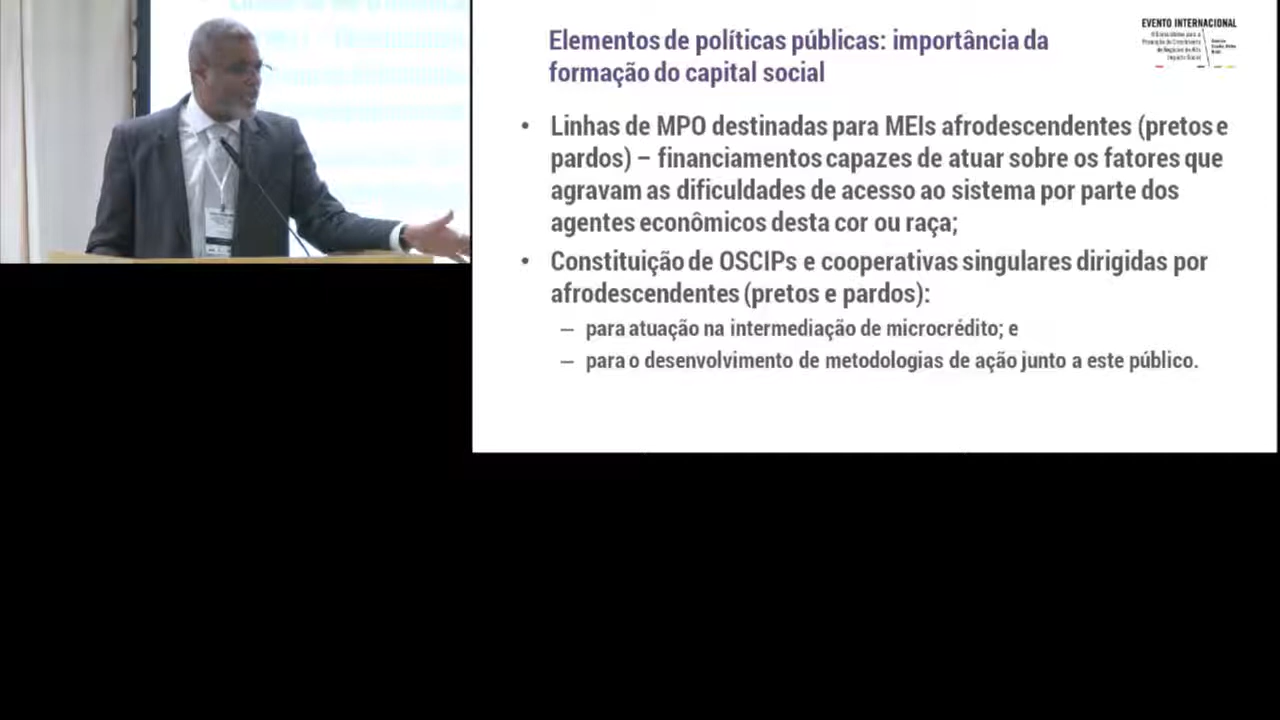 Elementos de políticas públicas: importância da
formação do capital social
EVENTO INTERNACIONAL
• Linhas de MPO destinadas para MEIs afrodescendentes (pretos e
pardos) – financiamentos capazes de atuar sobre os fatores que
agravam as dificuldades de acesso ao sistema por parte dos
agentes econômicos desta cor ou raça;
• Constituição de OSCIPs e cooperativas singulares dirigidas por
afrodescendentes (pretos e pardos):
– para atuação na intermediação de microcrédito; e
– para o desenvolvimento de metodologias de ação junto a este público.